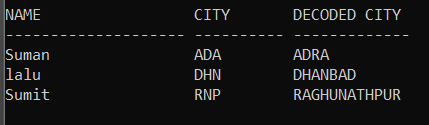 NAME CITY DECODED CITY
-------------------- ---------- -------------
Suman ADA ADRA
lalu DHN DHANBAD
Sumit RNP RAGHUNATHPUR